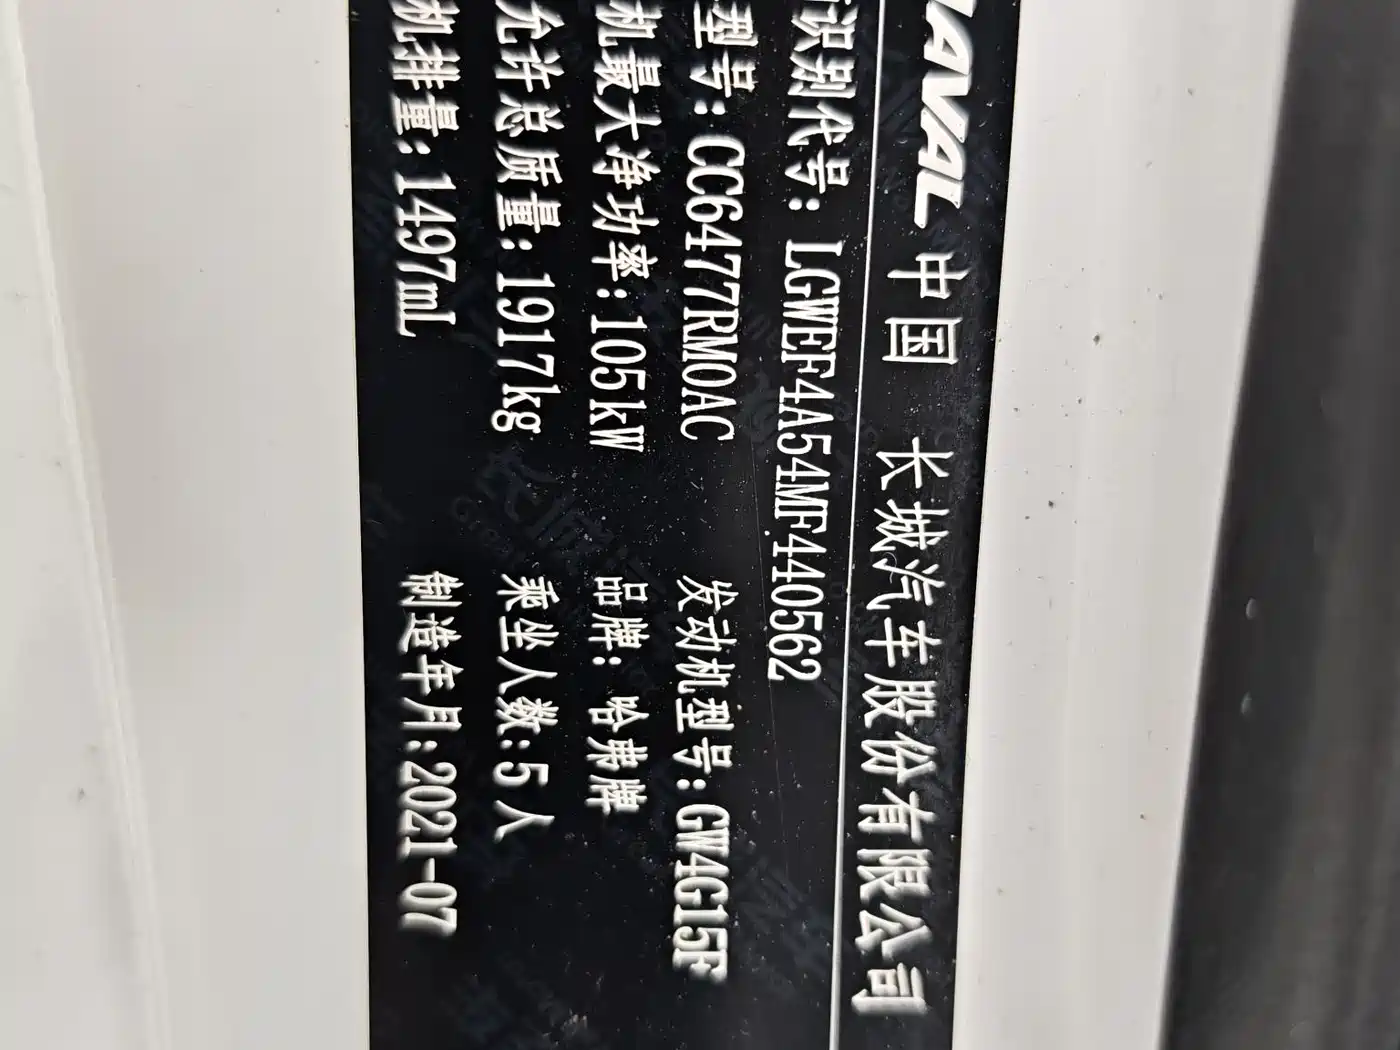 HAVAL 中国 长城汽车股份有限公司
识别代号: LGWEF4A54MF440562
型号: CC6477RM0AC 发动机型号: GW4G15F
机最大净功率: 105kW 品牌: 哈弗牌
允许总质量: 1917kg 乘坐人数: 5人
机排量: 1497mL 制造年月: 2021-07